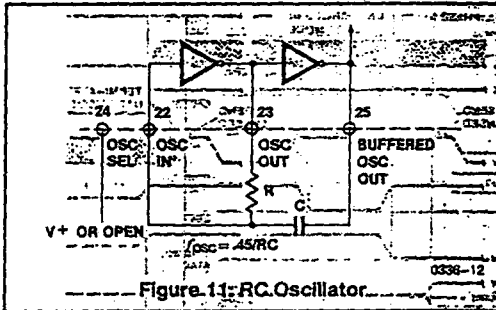 24 22 23 25
OSC SEL OSC IN OSC OUT BUFFERED OSC OUT
R
C
V+ OR OPEN
fOSC = .45/RC
0336-12
Figure 11: RC Oscillator